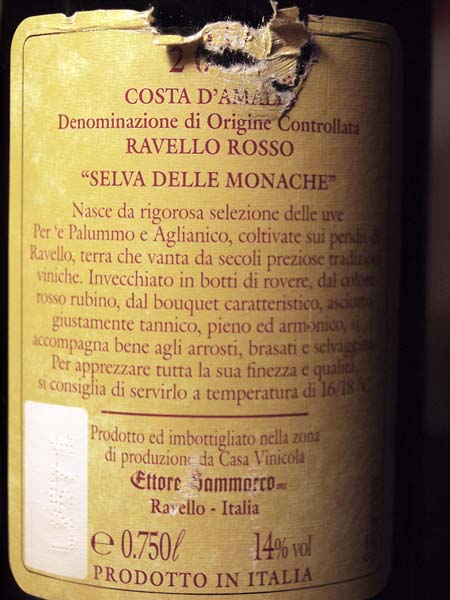 COSTA D'AMAL
Denominazione di Origine Controllata
RAVELLO ROSSO
"SELVA DELLE MONACHE"
Nasce da rigorosa selezione delle uve
Per 'e Palummo e Aglianico, coltivate sui pendii di
Ravello, terra che vanta da secoli preziose tradizioni
viniche. Invecchiato in botti di rovere, dal colore
rosso rubino, dal bouquet caratteristico, asciutto
giustamente tannico, pieno ed armonico, si
accompagna bene agli arrosti, brasati e selvaggina
Per apprezzare tutta la sua finezza e qualità,
si consiglia di servirlo a temperatura di 16/18 °C
Prodotto ed imbottigliato nella zona
di produzione da Casa Vinicola
Ettore Sammarco
Ravello - Italia
e 0.750l 14% vol
PRODOTTO IN ITALIA